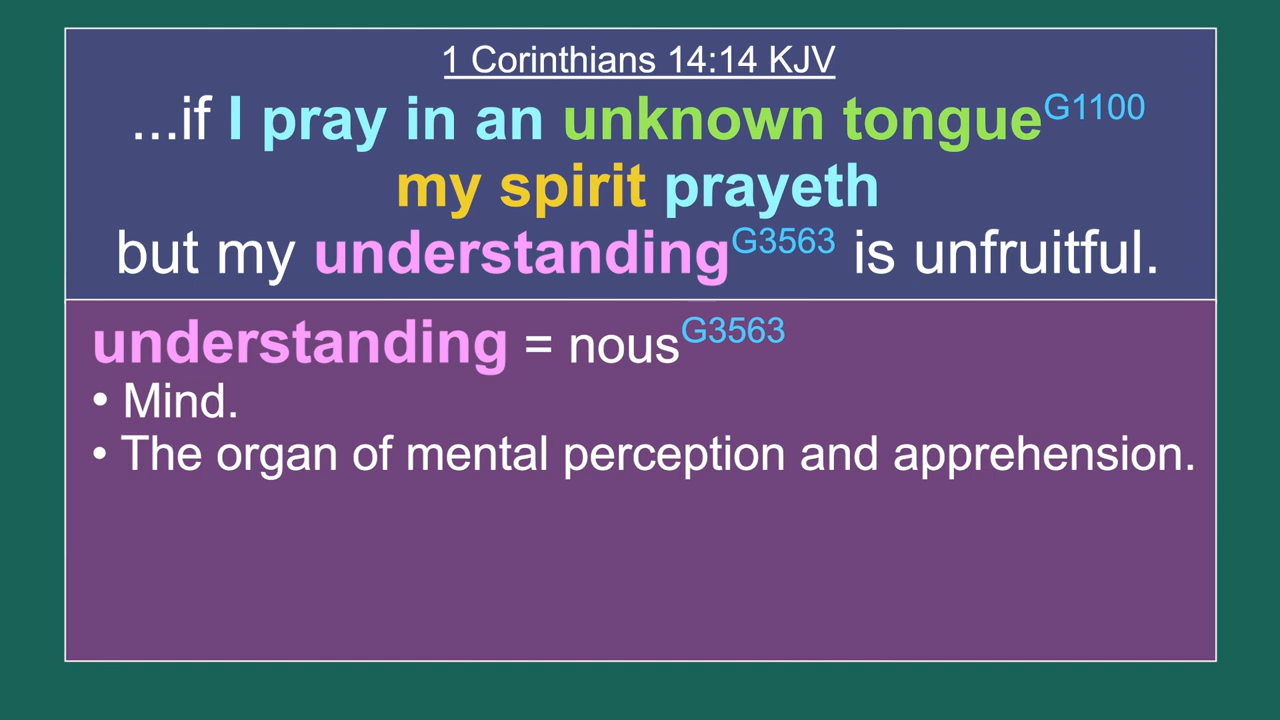 1 Corinthians 14:14 KJV
...if I pray in an unknown tongueG1100
my spirit prayeth
but my understandingG3563 is unfruitful.
understanding = nousG3563
• Mind.
• The organ of mental perception and apprehension.